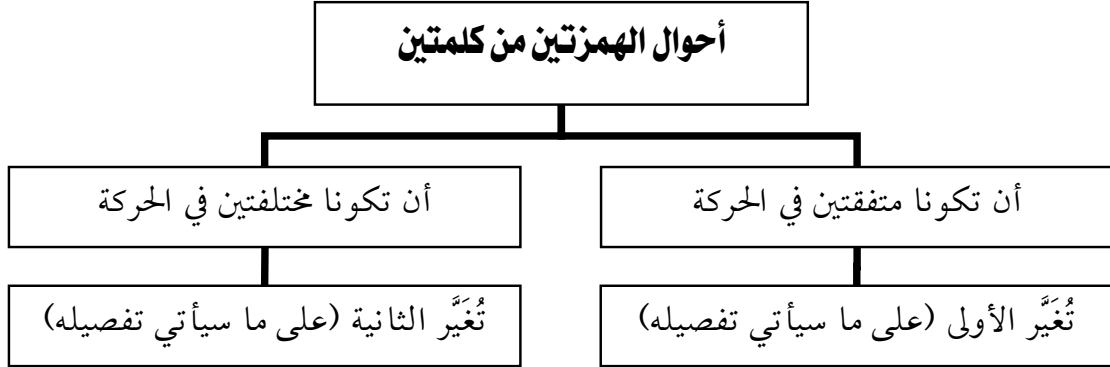 أحوال الهمزتين من كلمتين
أن تكونا متفقتين في الحركة
أن تكونا مختلفتين في الحركة
تُغَيَّر الأولى (على ما سيأتي تفصيله)
تُغَيَّر الثانية (على ما سيأتي تفصيله)